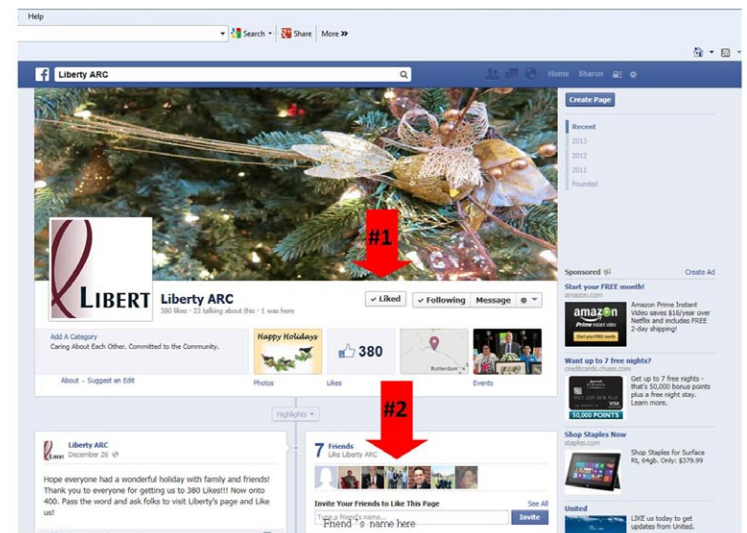 Help
Search
Share
More »
Liberty ARC
Home
Sharon
Create Page
Recent
2013
2012
2011
Founded
#1
LIBERT
Liberty ARC
380 likes · 23 talking about this · 1 was here
✓ Liked
✓ Following
Message
Add A Category
Caring About Each Other. Committed to the Community.
About – Suggest an Edit
Happy Holidays
Photos
380
Likes
Rotterdam
Events
Highlights
#2
Liberty ARC
December 26
Hope everyone had a wonderful holiday with family and friends!
Thank you to everyone for getting us to 380 Likes!!! Now onto
400. Pass the word and ask folks to visit Liberty's page and Like
us!
7 Friends
Like Liberty ARC
Invite Your Friends to Like This Page
See All
Type a friend's name...
Friend 's name here
Invite
Sponsored
Create Ad
Start your FREE month!
amazon.com
amazon
Prime instant video
Start your FREE month
Amazon Prime Instant
Video saves $16/year over
Netflix and includes FREE
2-day shipping!
Want up to 7 free nights?
creditcards.chase.com
50,000 POINTS
Get up to 7 free nights -
that's 50,000 bonus points
plus a free night stay.
Learn more.
Shop Staples Now
staples.com
Shop Staples for Surface
Rt, 64gb. Only: $379.99
United
LIKE us today to get
updates from United.